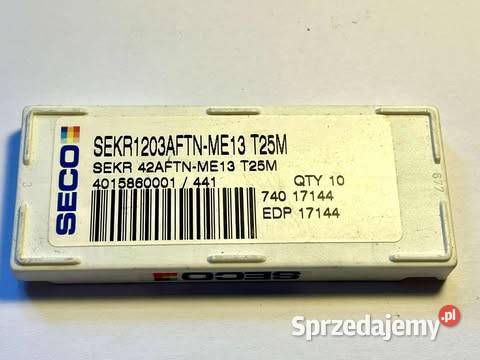 SECO
SEKR1203AFTN-ME13 T25M
SEKR 42AFTN-ME13 T25M
4015860001 / 441
QTY 10
740 17144
EDP 17144
677
3
SECO
Sprzedajemy.pl